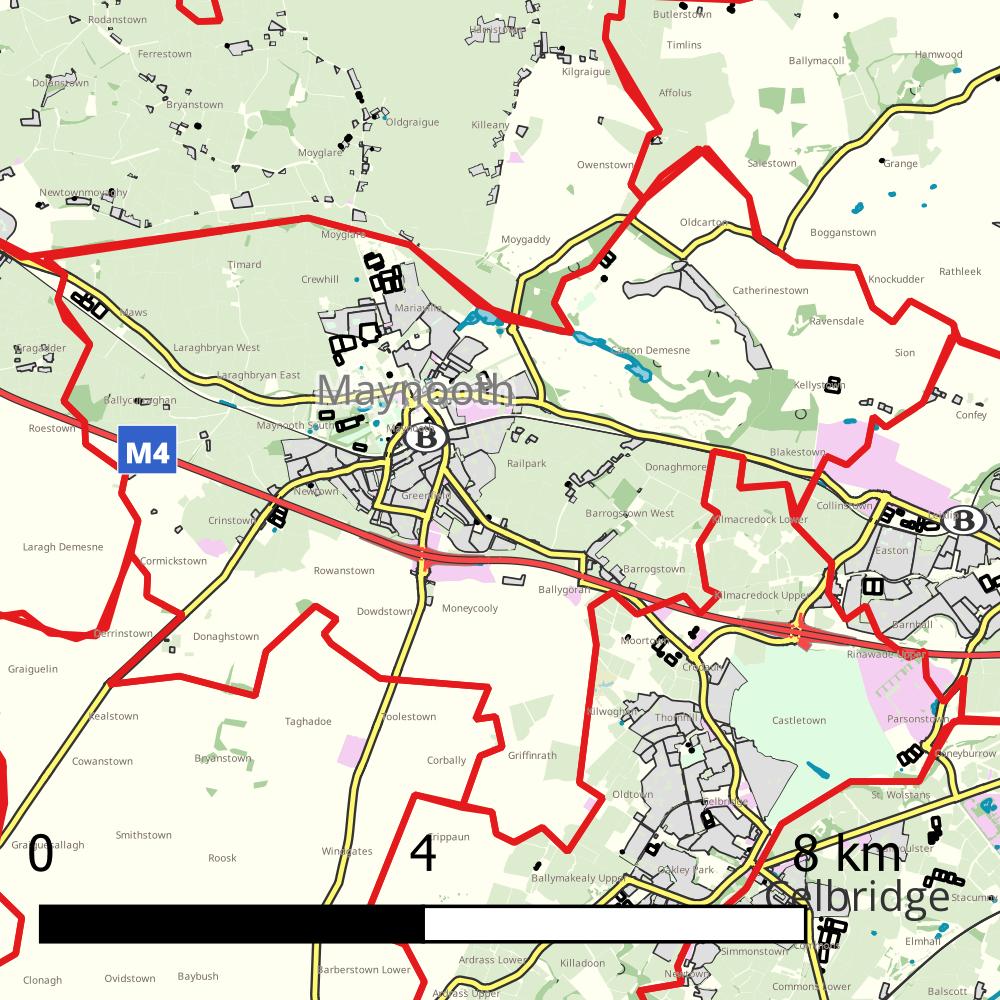 Rodanstown
Butlerstown
Harristown
Timlins
Ferrestown
Hamwood
Ballymacoll
Kilgraigue
Dolanstown
Affolus
Bryanstown
Oldgraigue
Killeany
Moyglare
Owenstown
Salestown
Grange
Newtownmoyaghy
Oldcarton
Moyglare
Moygaddy
Bogganstown
Timard
Crewhill
Knockudder
Rathleek
Catherinestown
Mariavilla
Maws
Ravensdale
Laraghbryan West
Carton Demesne
Sion
Laraghbryan East
Maynooth
Kellystown
Ballycurraghan
Confey
Roestown
Maynooth South
Maynooth
B
M4
Railpark
Donaghmore
Blakestown
Newtown
Greenfield
Collinstown
Crinstown
Barrogstown West
Kilmacredock Lower
B
Laragh Demesne
Easton
Cormickstown
Rowanstown
Barrogstown
Ballygoran
Kilmacredock Upper
Dowdstown
Moneycooly
Barnhall
Derrinstown
Donaghstown
Moortown
Rinawade Upper
Graiguelin
Crodaun
Kealstown
Taghadoe
Toolestown
Kilwoghan
Thornhill
Castletown
Parsonstown
Cowanstown
Bryanstown
Corbally
Griffinrath
Oldtown
St. Wolstans
Celbridge
Smithstown
Crippaun
Graiguesallagh
0
4
8 km
Roosk
Windgates
Oakley Park
Ballymakealy Upper
Celbridge
Elmhall
Simmonstown
Ardrass Lower
Killadoon
Clonagh
Ovidstown
Baybush
Barberstown Lower
Newtown
Ardrass Upper
Commons Lower
Balscott